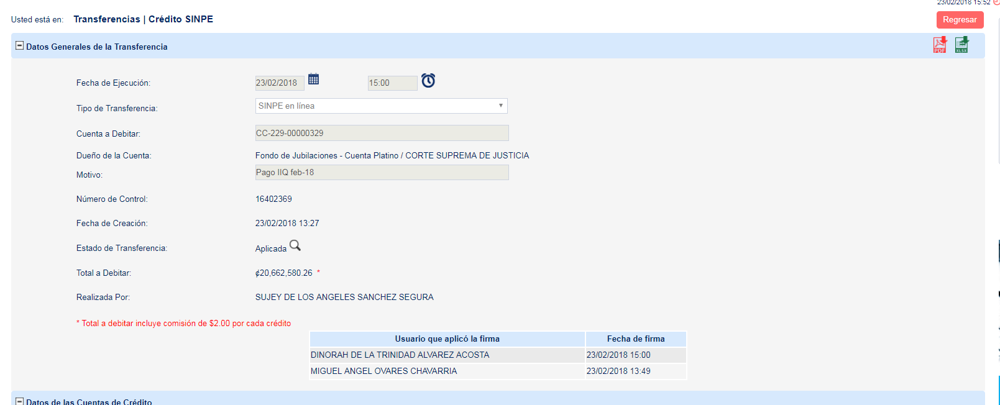 23/02/2018 15:52
Usted está en: Transferencias | Crédito SINPE
Regresar
Datos Generales de la Transferencia
PDF XLSX
Fecha de Ejecución: 23/02/2018 15:00
Tipo de Transferencia: SINPE en línea
Cuenta a Debitar: CC-229-00000329
Dueño de la Cuenta: Fondo de Jubilaciones - Cuenta Platino / CORTE SUPREMA DE JUSTICIA
Motivo: Pago IIQ feb-18
Número de Control: 16402369
Fecha de Creación: 23/02/2018 13:27
Estado de Transferencia: Aplicada
Total a Debitar: ¢20,662,580.26 *
Realizada Por: SUJEY DE LOS ANGELES SANCHEZ SEGURA
* Total a debitar incluye comisión de $2.00 por cada crédito
Usuario que aplicó la firma Fecha de firma
DINORAH DE LA TRINIDAD ALVAREZ ACOSTA 23/02/2018 15:00
MIGUEL ANGEL OVARES CHAVARRIA 23/02/2018 13:49
Datos de las Cuentas de Crédito